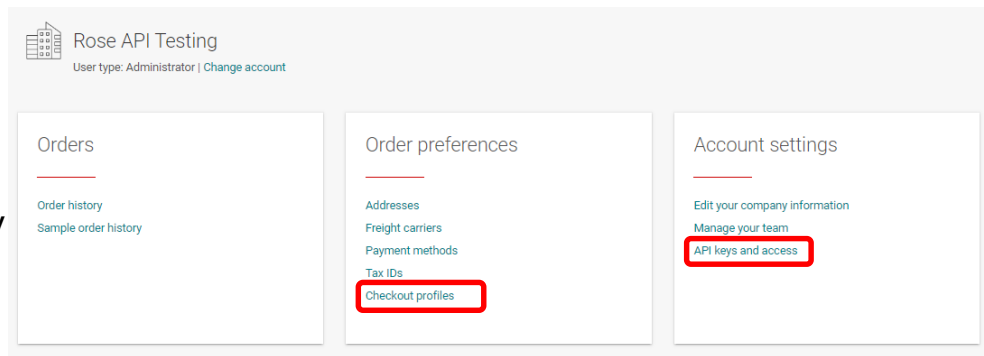 Rose API Testing
User type: Administrator | Change account
Orders
Order history
Sample order history
Order preferences
Addresses
Freight carriers
Payment methods
Tax IDs
Checkout profiles
Account settings
Edit your company information
Manage your team
API keys and access